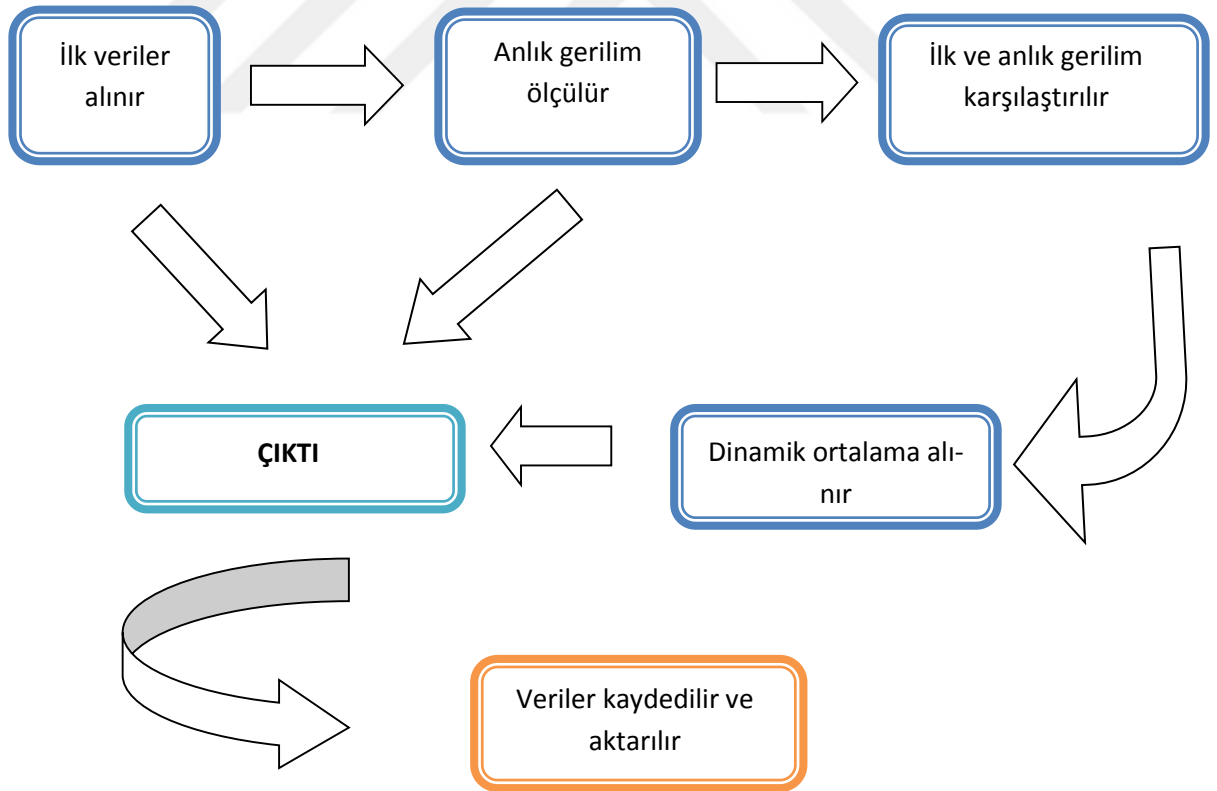 İlk veriler
alınır
Anlık gerilim
ölçülür
İlk ve anlık gerilim
karşılaştırılır
ÇIKTI
Dinamik ortalama alı-
nır
Veriler kaydedilir ve
aktarılır